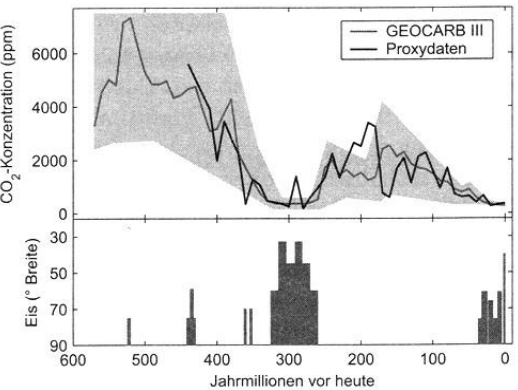 GEOCARB III
Proxydaten
CO₂-Konzentration (ppm)
6000
4000
2000
0
Eis (° Breite)
30
50
70
90
600 500 400 300 200 100 0
Jahrmillionen vor heute